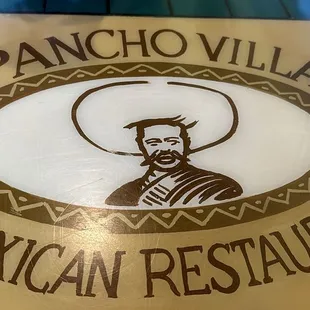 PANCHO VILLA
XICAN RESTAU